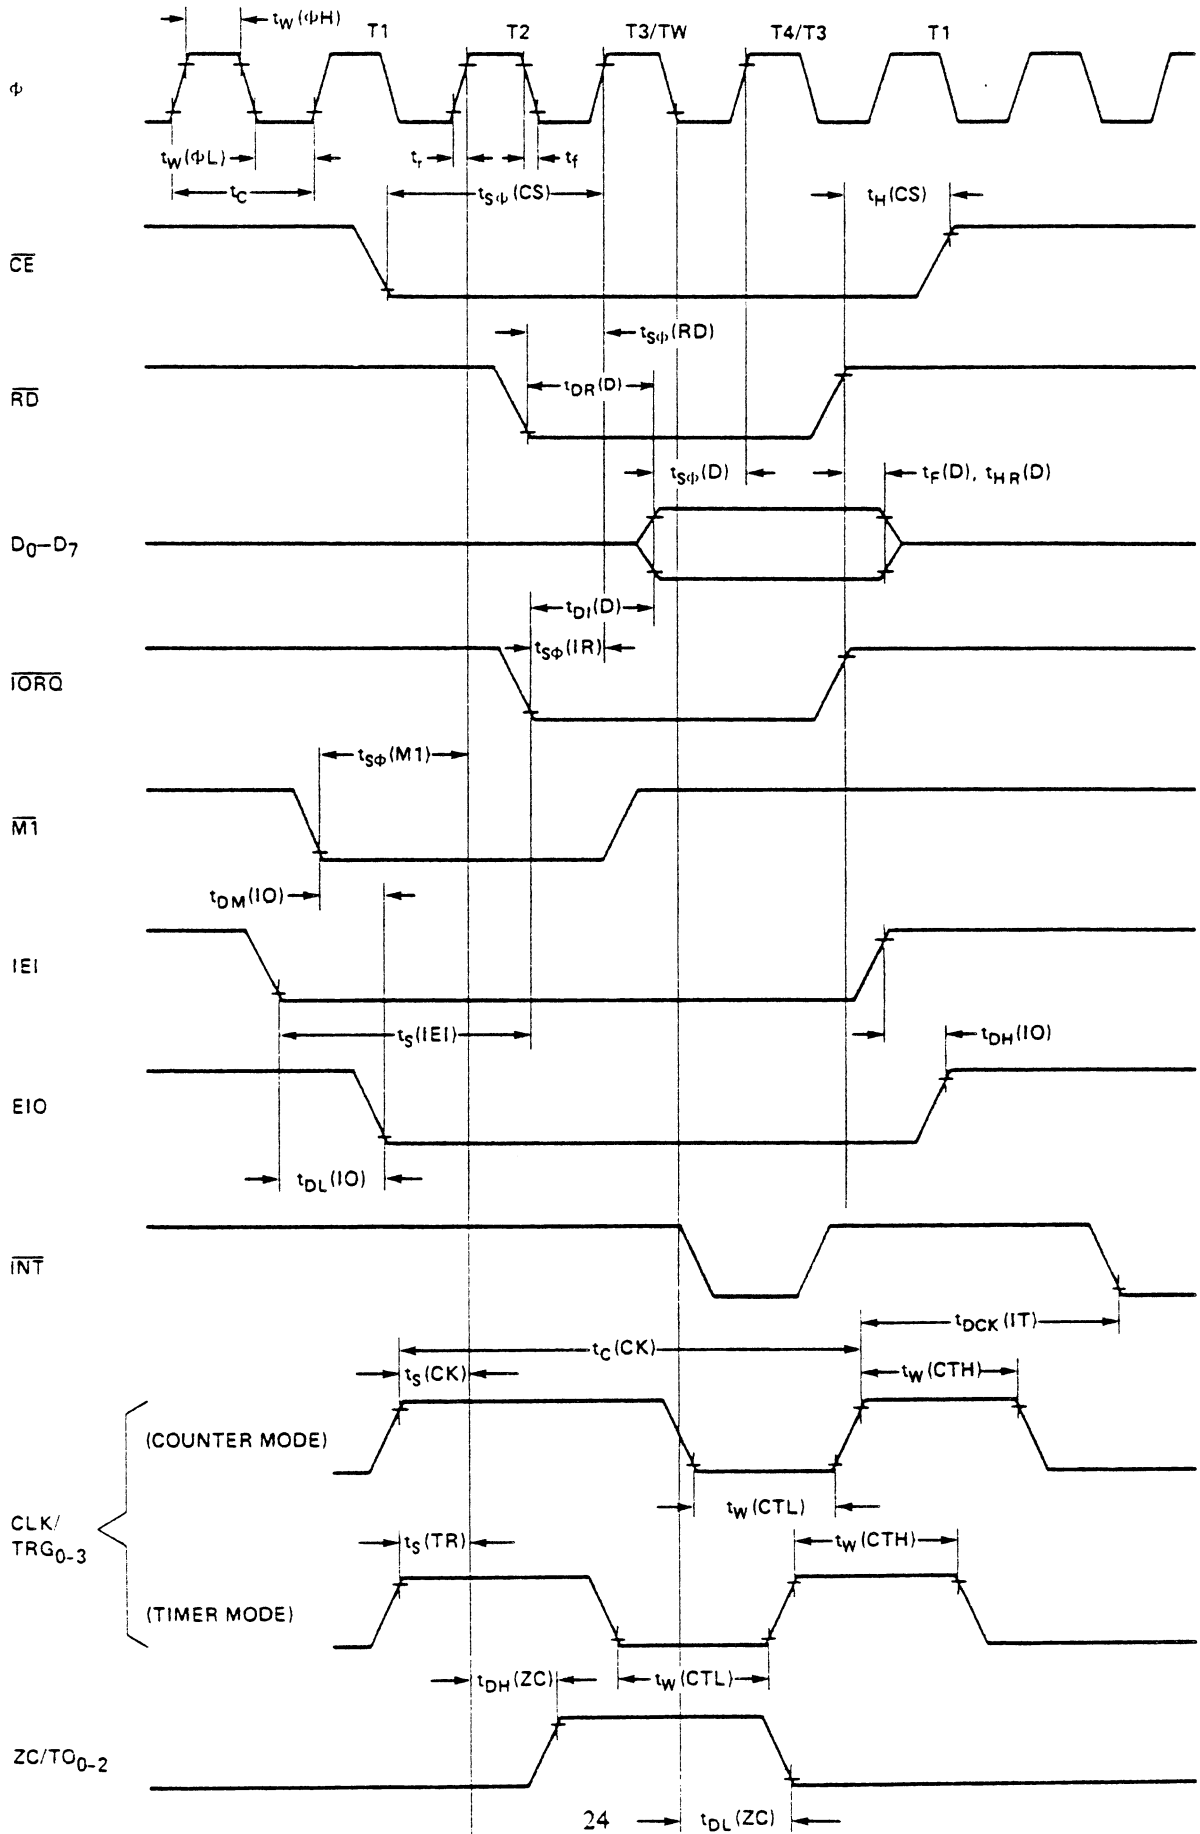 tW(ΦH)
T1
T2
T3/TW
T4/T3
T1
Φ
tW(ΦL)
tr
tf
tC
tSΦ(CS)
tH(CS)
CE
tSΦ(RD)
RD
tDR(D)
tSΦ(D)
tF(D), tHR(D)
D0–D7
tDI(D)
tSΦ(IR)
IORQ
tSΦ(M1)
M1
tDM(IO)
IEI
tS(IEI)
tDH(IO)
EIO
tDL(IO)
INT
tDCK(IT)
tC(CK)
tS(CK)
tW(CTH)
(COUNTER MODE)
tW(CTL)
CLK/
TRG0-3
tS(TR)
tW(CTH)
(TIMER MODE)
tDH(ZC)
tW(CTL)
ZC/TO0-2
24
tDL(ZC)